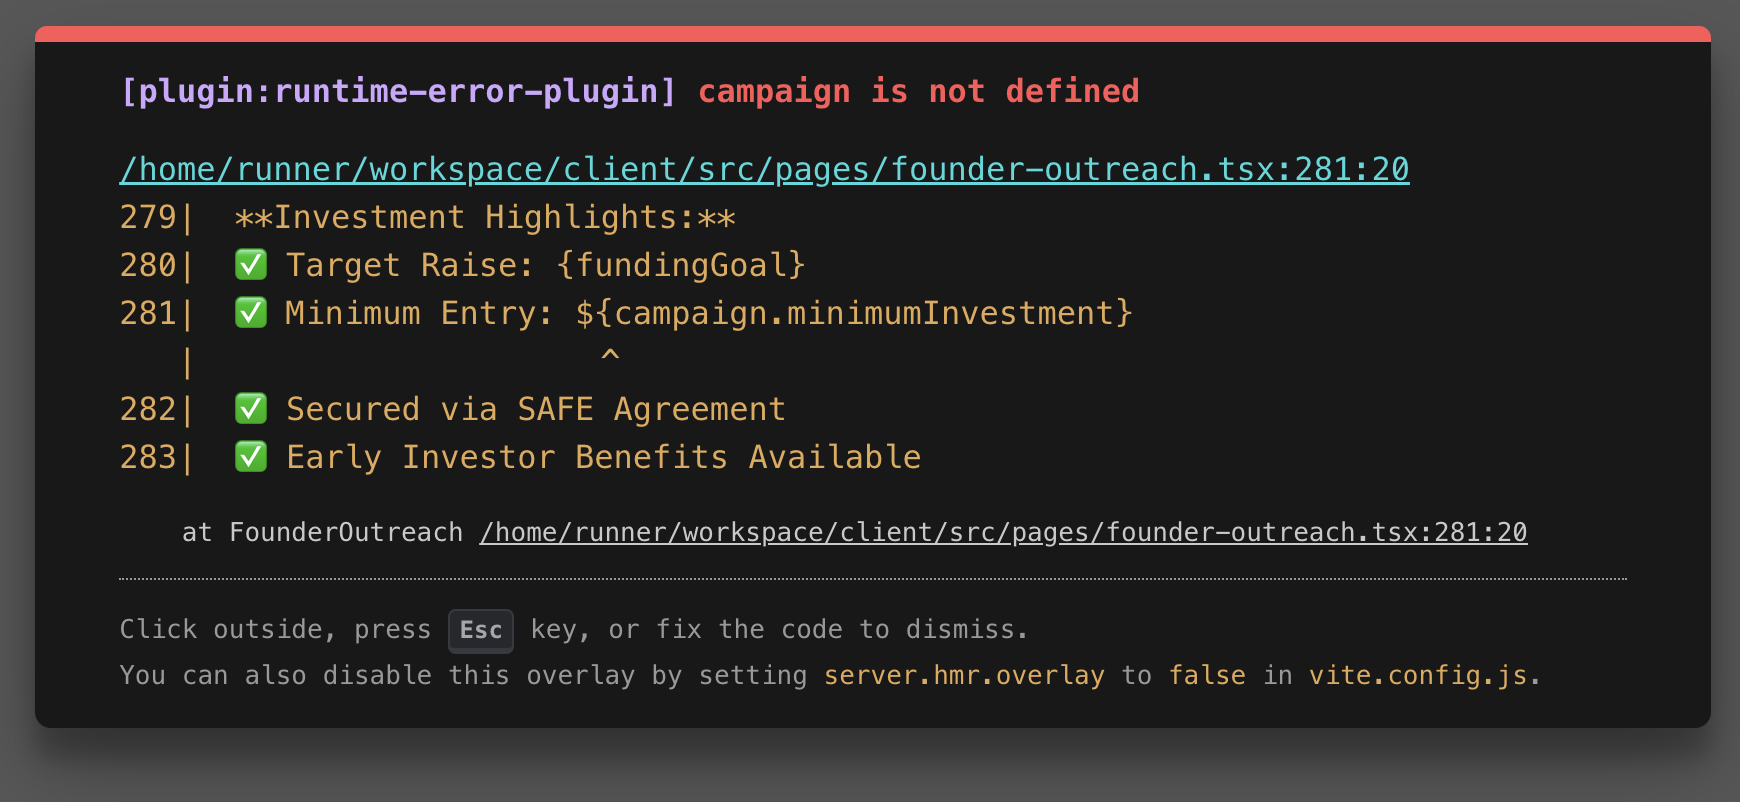 [plugin:runtime-error-plugin] campaign is not defined
/home/runner/workspace/client/src/pages/founder-outreach.tsx:281:20
279|  **Investment Highlights:**
280|  ✅ Target Raise: {fundingGoal}
281|  ✅ Minimum Entry: ${campaign.minimumInvestment}
   |                     ^
282|  ✅ Secured via SAFE Agreement
283|  ✅ Early Investor Benefits Available
    at FounderOutreach /home/runner/workspace/client/src/pages/founder-outreach.tsx:281:20
Click outside, press Esc key, or fix the code to dismiss.
You can also disable this overlay by setting server.hmr.overlay to false in vite.config.js.